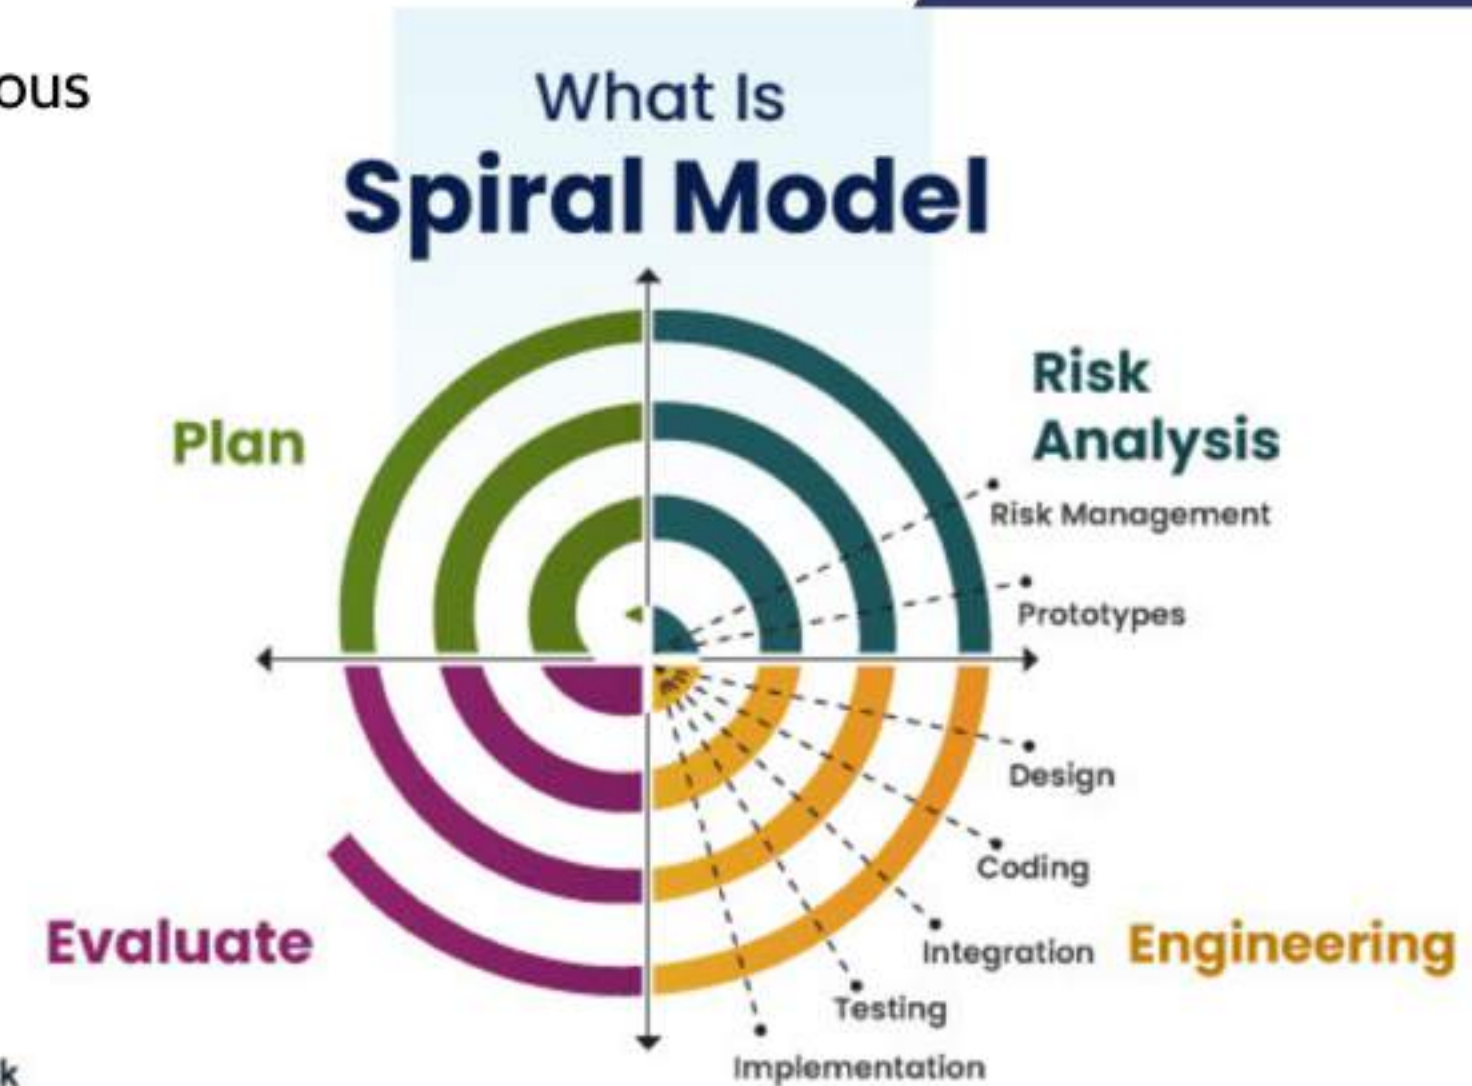 ous
What Is
Spiral Model
Plan
Risk
Analysis
Risk Management
Prototypes
Design
Coding
Evaluate
Integration
Engineering
Testing
Implementation
k